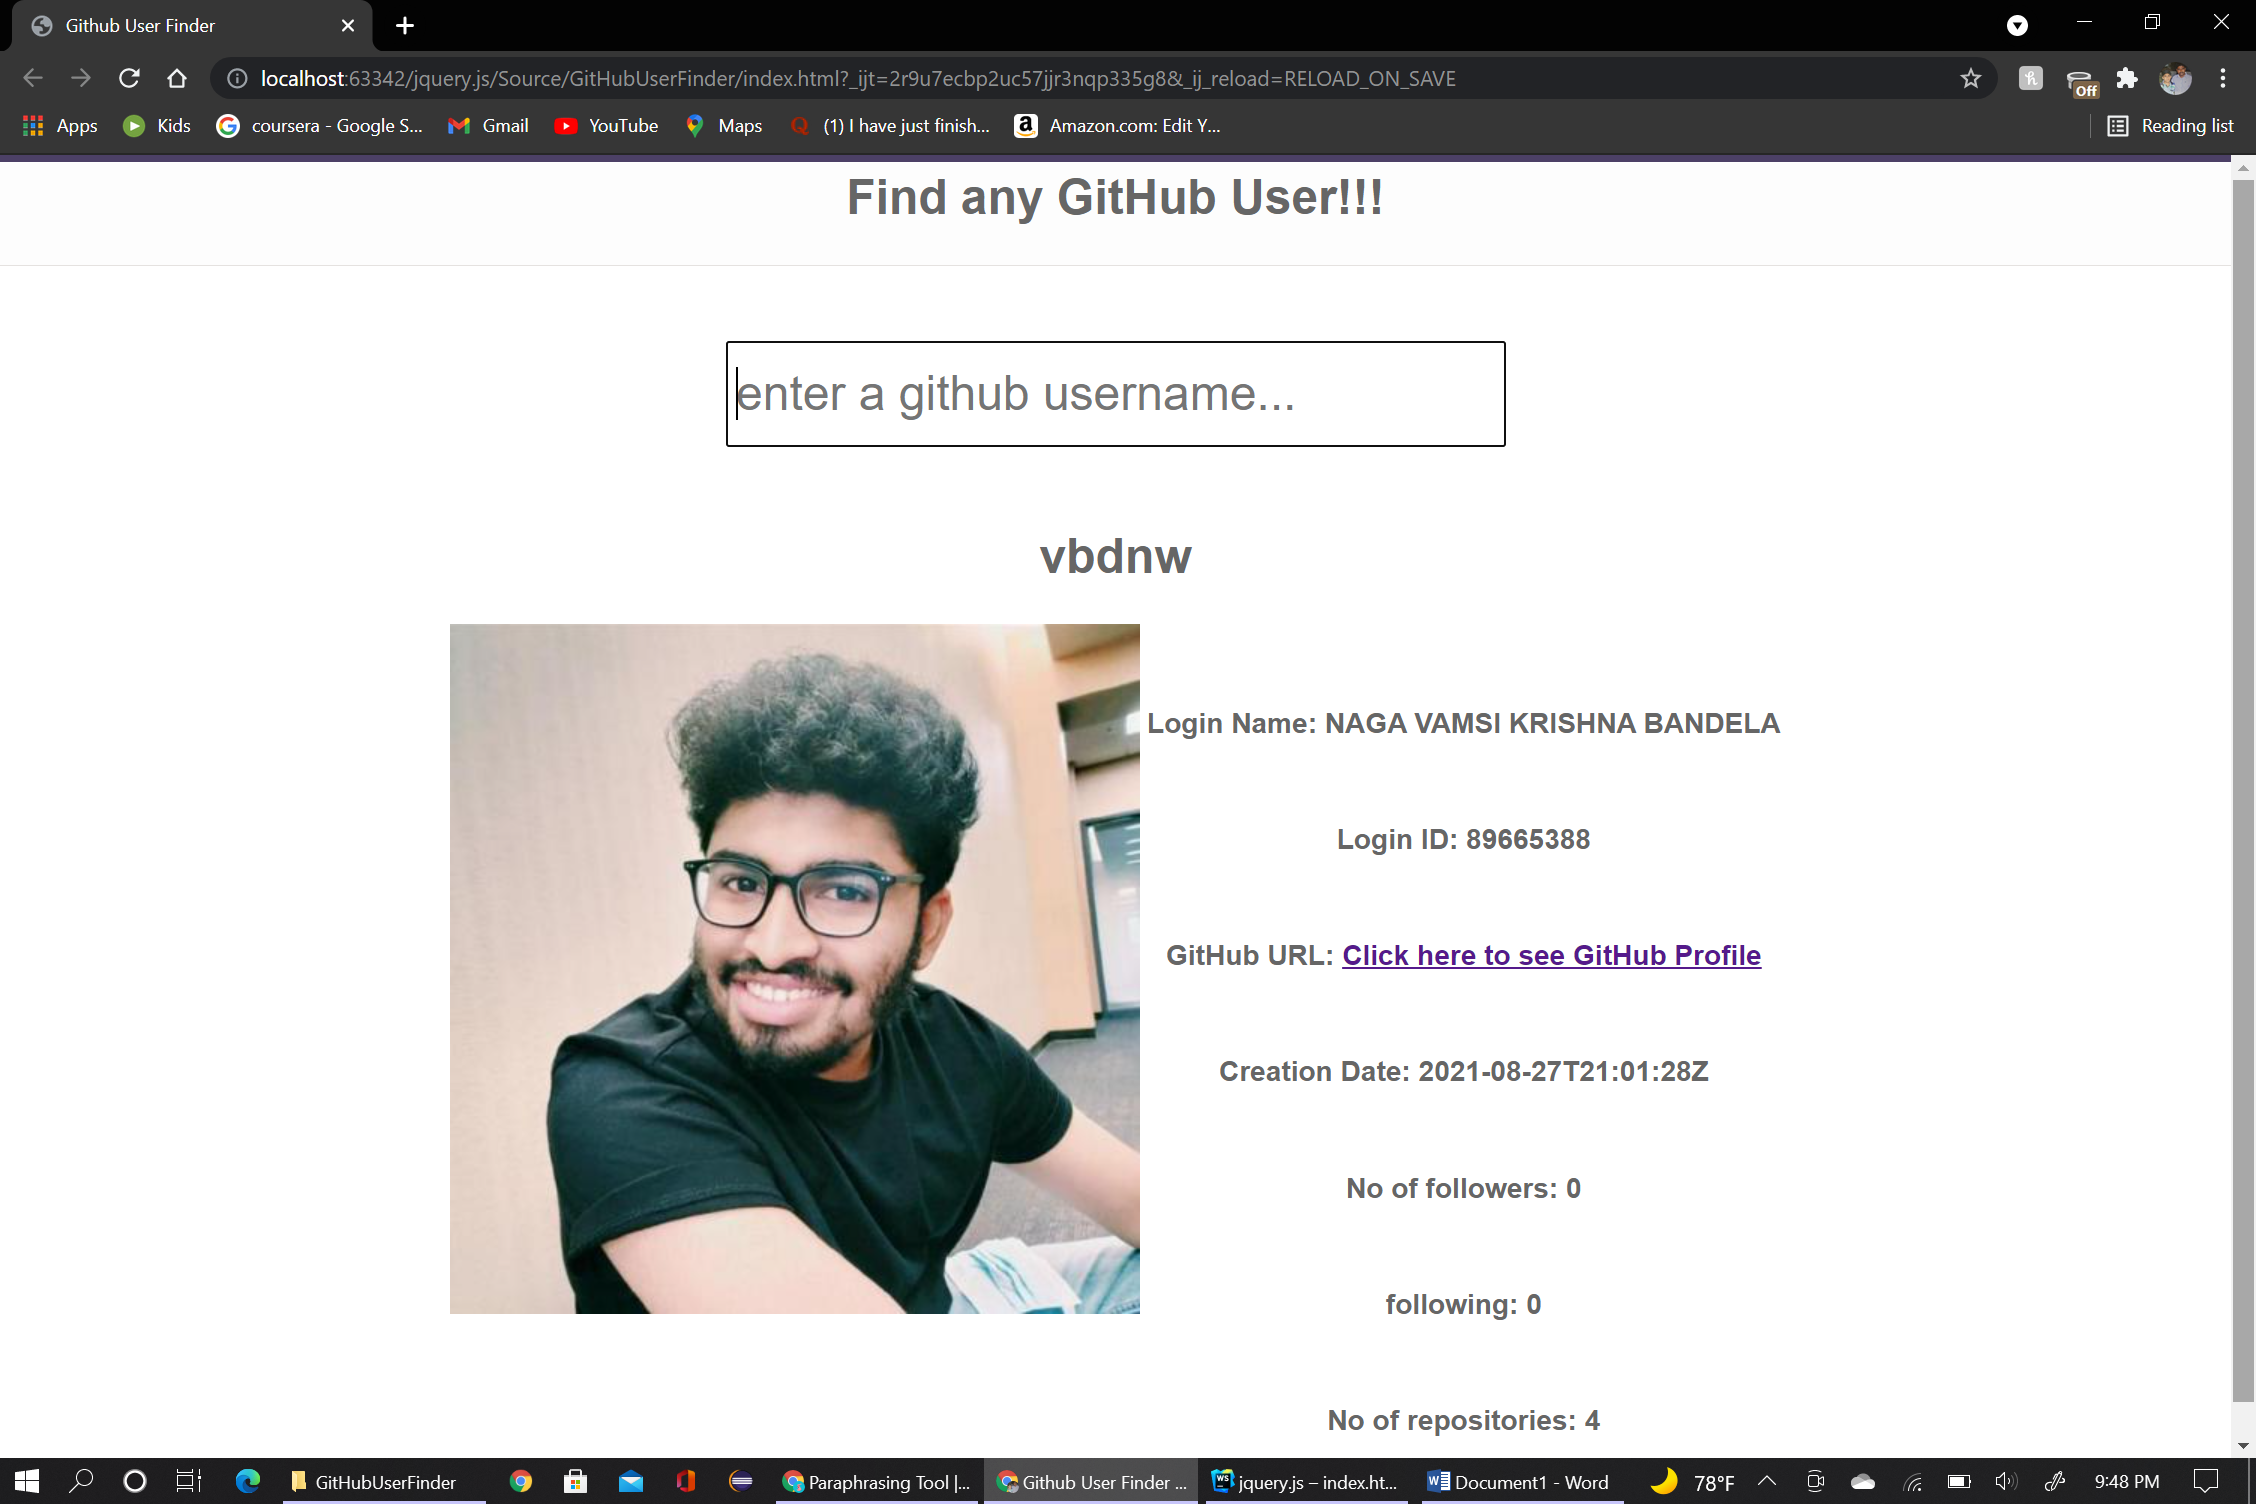 Github User Finder
localhost:63342/jquery.js/Source/GitHubUserFinder/index.html?_ijt=2r9u7ecbp2uc57jjr3nqp335g8&_ij_reload=RELOAD_ON_SAVE
Off
Apps
Kids
coursera - Google S...
Gmail
YouTube
Maps
(1) I have just finish...
Amazon.com: Edit Y...
Reading list
Find any GitHub User!!!
enter a github username...
vbdnw
Login Name: NAGA VAMSI KRISHNA BANDELA
Login ID: 89665388
GitHub URL: Click here to see GitHub Profile
Creation Date: 2021-08-27T21:01:28Z
No of followers: 0
following: 0
No of repositories: 4
GitHubUserFinder
Paraphrasing Tool |...
Github User Finder ...
jquery.js – index.ht...
Document1 - Word
78°F
9:48 PM